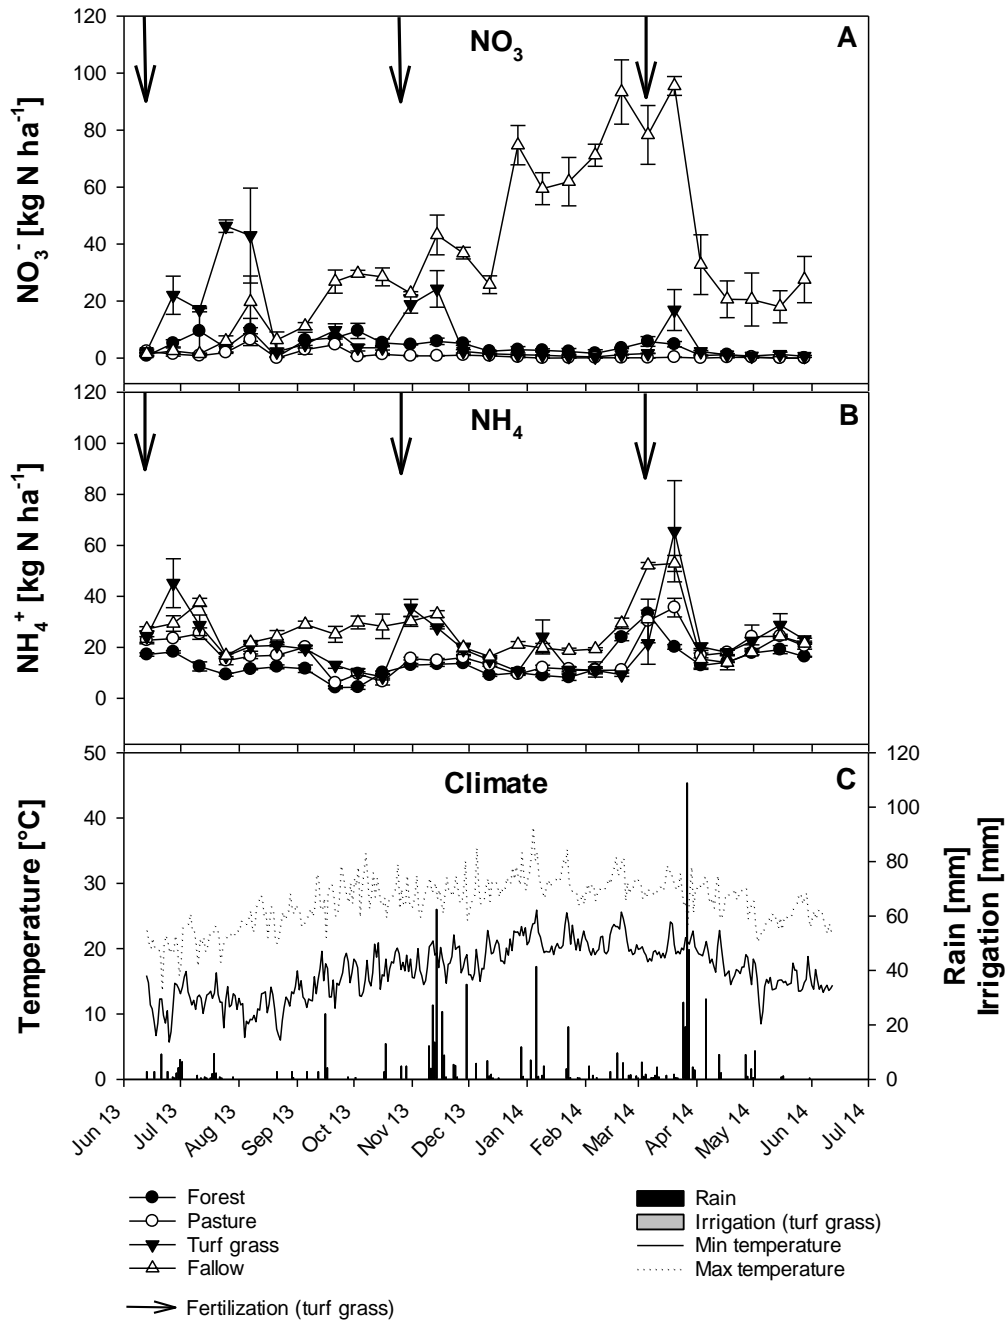 120
100
80
60
40
20
0
NO3
A
NO3- [kg N ha-1]
120
100
80
60
40
20
0
NH4
B
NH4+ [kg N ha-1]
50
40
30
20
10
0
Climate
C
Temperature [°C]
120
100
80
60
40
20
0
Rain [mm]
Irrigation [mm]
Jun 13
Jul 13
Aug 13
Sep 13
Oct 13
Nov 13
Dec 13
Jan 14
Feb 14
Mar 14
Apr 14
May 14
Jun 14
Jul 14
Forest
Pasture
Turf grass
Fallow
Fertilization (turf grass)
Rain
Irrigation (turf grass)
Min temperature
Max temperature